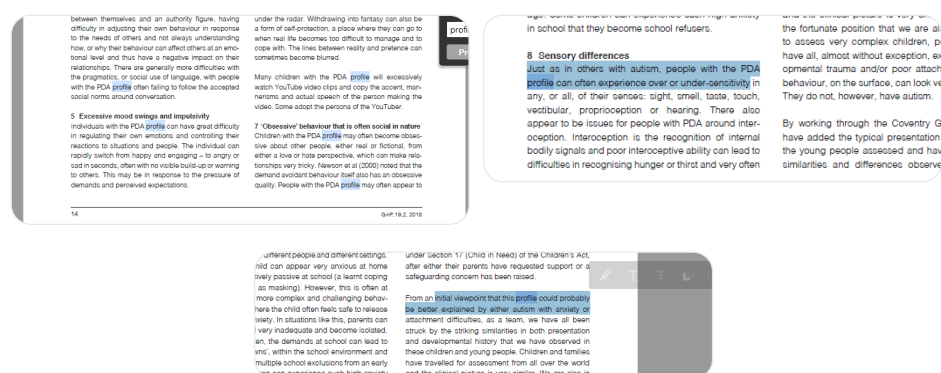 between themselves and an authority figure, having
difficulty in adjusting their own behaviour in response
to the needs of others and not always understanding
how, or why their behaviour can affect others at an emo-
tional level and thus have a negative impact on their
relationships. There are generally more difficulties with
the pragmatics, or social use of language, with people
with the PDA profile often failing to follow the accepted
social norms around conversation.
5 Excessive mood swings and impulsivity
Individuals with the PDA profile can have great difficulty
in regulating their own emotions and controlling their
reactions to situations and people. The individual can
rapidly switch from happy and engaging – to angry or
sad in seconds, often with no visible build-up or warning
to others. This may be in response to the pressure of
demands and perceived expectations.
under the radar. Withdrawing into fantasy can also be
a form of self-protection, a place where they can go to
when real life becomes too difficult to manage and to
cope with. The lines between reality and pretence can
sometimes become blurred.
Many children with the PDA profile will excessively
watch YouTube video clips and copy the accent, man-
nerisms and actual speech of the person making the
video. Some adopt the persona of the YouTuber.
7 'Obsessive' behaviour that is often social in nature
Children with the PDA profile may often become obses-
sive about other people, either real or fictional, from
either a love or hate perspective, which can make rela-
tionships very tricky. Newson et al (2000) noted that the
demand avoidant behaviour itself also has an obsessive
quality. People with the PDA profile may often appear to
14
GAP,19,2, 2018
profi
Pr
in school that they become school refusers.
8 Sensory differences
Just as in others with autism, people with the PDA
profile can often experience over or under-sensitivity in
any, or all, of their senses: sight, smell, taste, touch,
vestibular, proprioception or hearing. There also
appear to be issues for people with PDA around inter-
oception. Interoception is the recognition of internal
bodily signals and poor interoceptive ability can lead to
difficulties in recognising hunger or thirst and very often
the fortunate position that we are al
to assess very complex children, p
have all, almost without exception, ex
opmental trauma and/or poor attac
behaviour, on the surface, can look ve
They do not, however, have autism.
By working through the Coventry G
have added the typical presentation
the young people assessed and hav
similarities and differences observe
different people and different settings.
hild can appear very anxious at home
ively passive at school (a learnt coping
as masking). However, this is often at
more complex and challenging behav-
here the child often feels safe to release
nxiety. In situations like this, parents can
very inadequate and become isolated.
en, the demands at school can lead to
wns', within the school environment and
multiple school exclusions from an early
can experience such high anxiety
under Section 17 (Child in Need) of the Children's Act,
after either their parents have requested support or a
safeguarding concern has been raised.
From an initial viewpoint that this profile could probably
be better explained by either autism with anxiety or
attachment difficulties, as a team, we have all been
struck by the striking similarities in both presentation
and developmental history that we have observed in
these children and young people. Children and families
have travelled for assessment from all over the world
and the clinical picture is very similar. We are also in